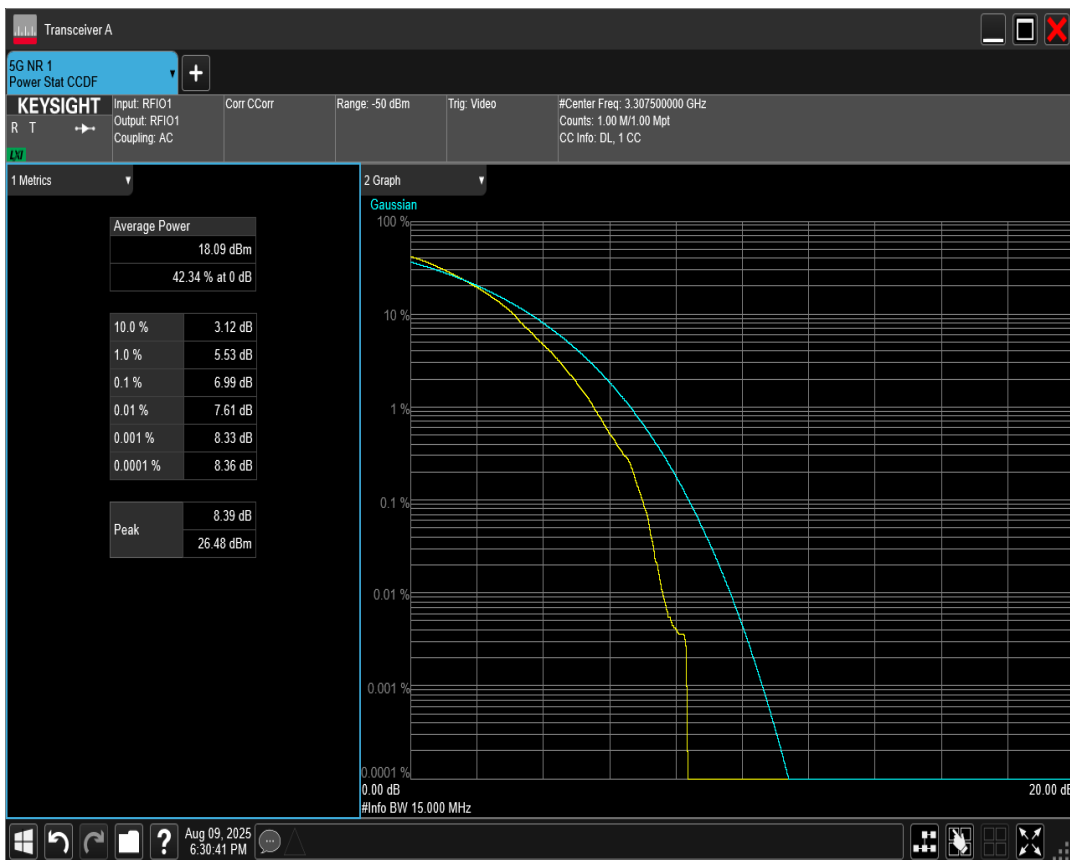 Transceiver A
5G NR 1
Power Stat CCDF
+
KEYSIGHT
R T
LXI
Input: RFIO1
Output: RFIO1
Coupling: AC
Corr CCorr
Range: -50 dBm
Trig: Video
#Center Freq: 3.307500000 GHz
Counts: 1.00 M/1.00 Mpt
CC Info: DL, 1 CC
1 Metrics
Average Power
18.09 dBm
42.34 % at 0 dB
10.0 % 3.12 dB
1.0 % 5.53 dB
0.1 % 6.99 dB
0.01 % 7.61 dB
0.001 % 8.33 dB
0.0001 % 8.36 dB
Peak
8.39 dB
26.48 dBm
2 Graph
Gaussian
100 %
10 %
1 %
0.1 %
0.01 %
0.001 %
0.0001 %
0.00 dB 20.00 dB
#Info BW 15.000 MHz
?
Aug 09, 2025
6:30:41 PM